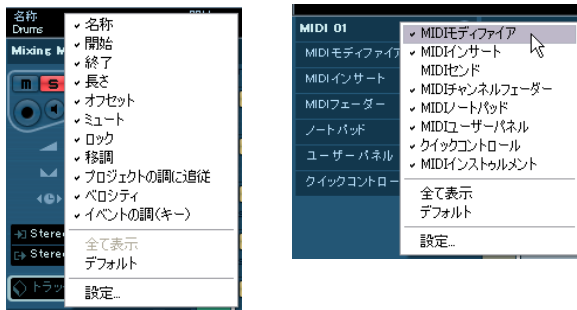 名称
Drums
Mixing M
m S
Stere
Stere
トラッ
✓名称
✓開始
✓終了
✓長さ
✓オフセット
✓ミュート
✓ロック
✓移調
✓プロジェクトの調に追従
✓ベロシティ
✓イベントの調(キー)
全て表示
デフォルト
設定...
MIDI 01
MIDIモディファイア
MIDIインサート
MIDIフェーダー
ノートパッド
ユーザーパネル
クイックコントロー
✓MIDIモディファイア
✓MIDIインサート
MIDIセンド
✓MIDIチャンネルフェーダー
✓MIDIノートパッド
✓MIDIユーザーパネル
✓クイックコントロール
✓MIDIインストゥルメント
全て表示
デフォルト
設定...